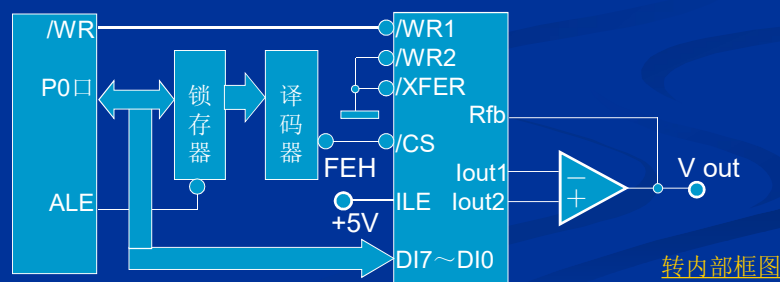 /WR
P0口
ALE
锁存器
译码器
FEH
+5V
/WR1
/WR2
/XFER
/CS
ILE
DI7～DI0
Rfb
Iout1
Iout2
−
+
V out
转内部框图